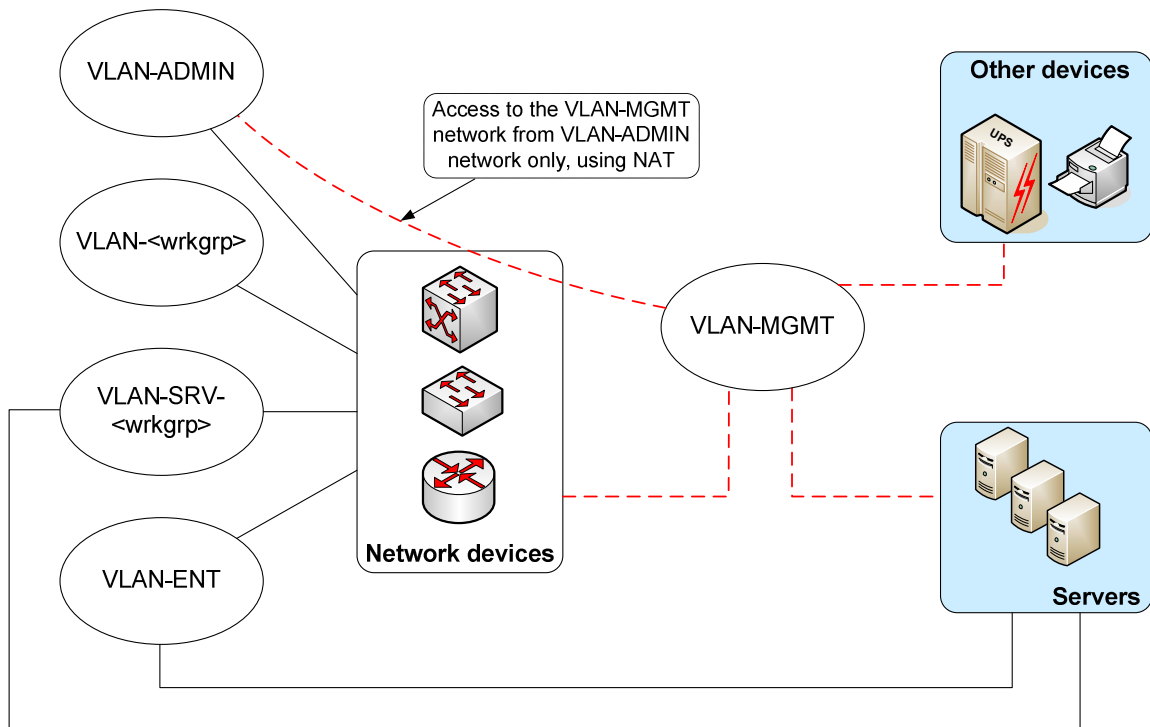 VLAN-ADMIN
Access to the VLAN-MGMT
network from VLAN-ADMIN
network only, using NAT
Other devices
UPS
VLAN-<wrkgrp>
VLAN-MGMT
VLAN-SRV-
<wrkgrp>
Network devices
VLAN-ENT
Servers